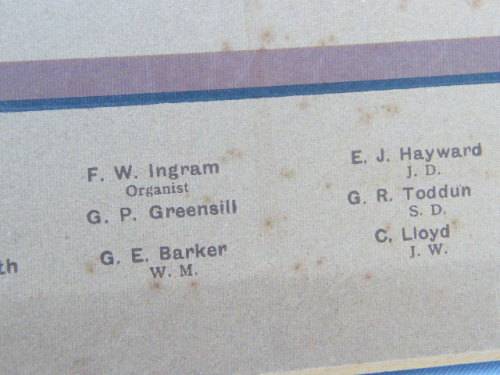 F. W. Ingram
Organist
G. P. Greensill
th
G. E. Barker
W. M.
E. J. Hayward
J. D.
G. R. Toddun
S. D.
C. Lloyd
J. W.